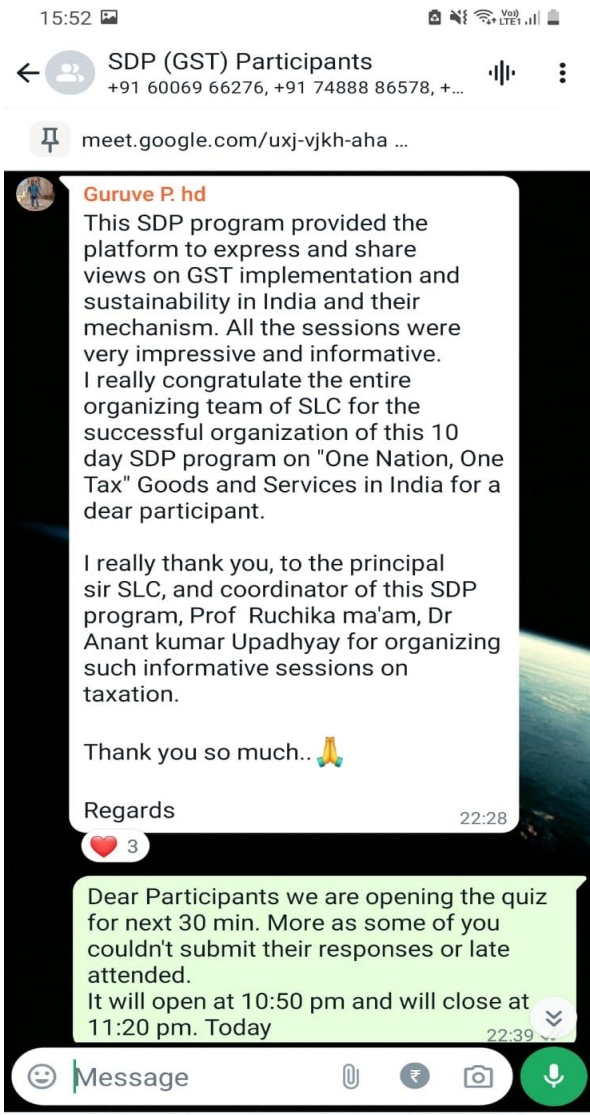 15:52
Vo))
LTE1
SDP (GST) Participants
+91 60069 66276, +91 74888 86578, +...
meet.google.com/uxj-vjkh-aha ...
Guruve P. hd
This SDP program provided the
platform to express and share
views on GST implementation and
sustainability in India and their
mechanism. All the sessions were
very impressive and informative.
I really congratulate the entire
organizing team of SLC for the
successful organization of this 10
day SDP program on "One Nation, One
Tax" Goods and Services in India for a
dear participant.
I really thank you, to the principal
sir SLC, and coordinator of this SDP
program, Prof Ruchika ma'am, Dr
Anant kumar Upadhyay for organizing
such informative sessions on
taxation.
Thank you so much.. 🙏
Regards
22:28
❤️ 3
Dear Participants we are opening the quiz
for next 30 min. More as some of you
couldn't submit their responses or late
attended.
It will open at 10:50 pm and will close at
11:20 pm. Today
22:39
Message
₹